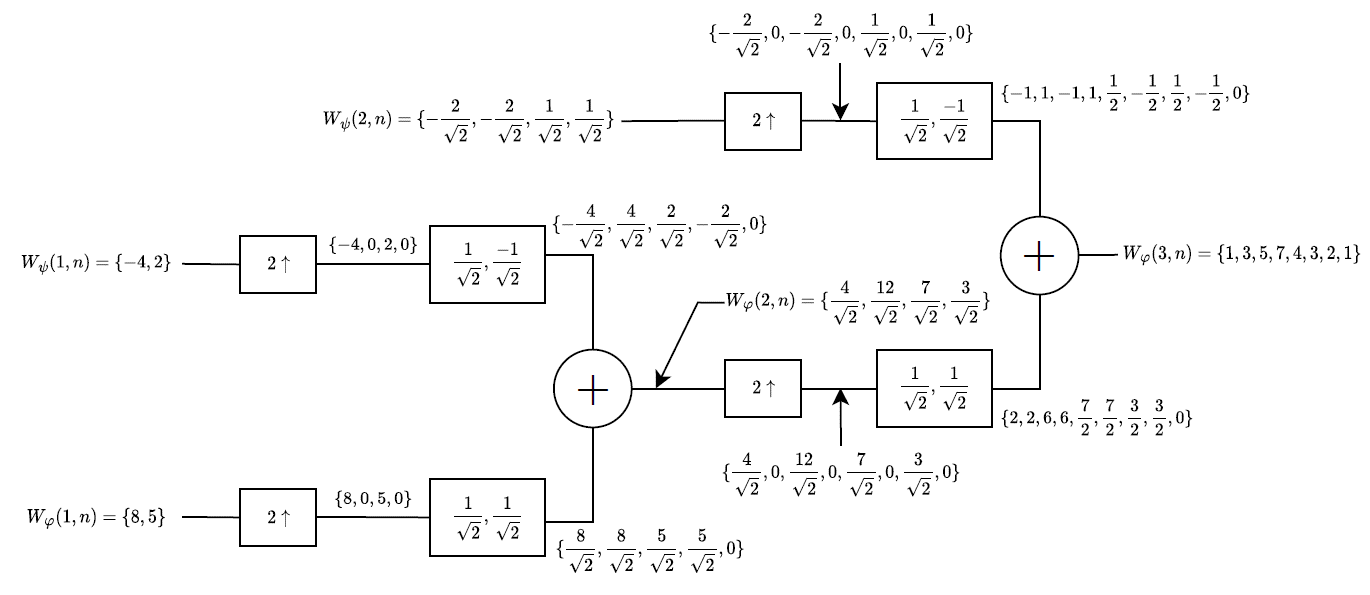 {-2/√2, 0, -2/√2, 0, 1/√2, 0, 1/√2, 0}
W_ψ(2, n) = {-2/√2, -2/√2, 1/√2, 1/√2}
2↑
1/√2, -1/√2
{-1, 1, -1, 1, 1/2, -1/2, 1/2, -1/2, 0}
W_ψ(1, n) = {-4, 2}
2↑
{-4, 0, 2, 0}
1/√2, -1/√2
{-4/√2, 4/√2, 2/√2, -2/√2, 0}
+
W_φ(3, n) = {1, 3, 5, 7, 4, 3, 2, 1}
W_φ(2, n) = {4/√2, 12/√2, 7/√2, 3/√2}
+
2↑
1/√2, 1/√2
{2, 2, 6, 6, 7/2, 7/2, 3/2, 3/2, 0}
{4/√2, 0, 12/√2, 0, 7/√2, 0, 3/√2, 0}
W_φ(1, n) = {8, 5}
2↑
{8, 0, 5, 0}
1/√2, 1/√2
{8/√2, 8/√2, 5/√2, 5/√2, 0}